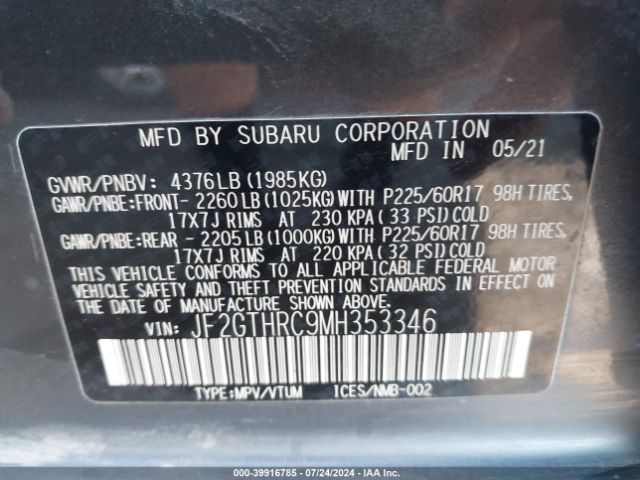 MFD BY SUBARU CORPORATION
MFD IN 05/21
GVWR/PNBV: 4376LB (1985KG)
GAWR/PNBE:FRONT- 2260LB (1025KG)WITH P225/60R17 98H TIRES,
17X7J RIMS AT 230 KPA ( 33 PSI) COLD
GAWR/PNBE:REAR - 2205LB (1000KG)WITH P225/60R17 98H TIRES,
17X7J RIMS AT 220 KPA ( 32 PSI) COLD
THIS VEHICLE CONFORMS TO ALL APPLICABLE FEDERAL MOTOR
VEHICLE SAFETY AND THEFT PREVENTION STANDARDS IN EFFECT ON
THE DATE OF MANUFACTURE SHOWN ABOVE.
VIN: JF2GTHRC9MH353346
TYPE:MPV/VTUM ICES/NMB-002
000-39916785 - 07/24/2024 - IAA Inc.